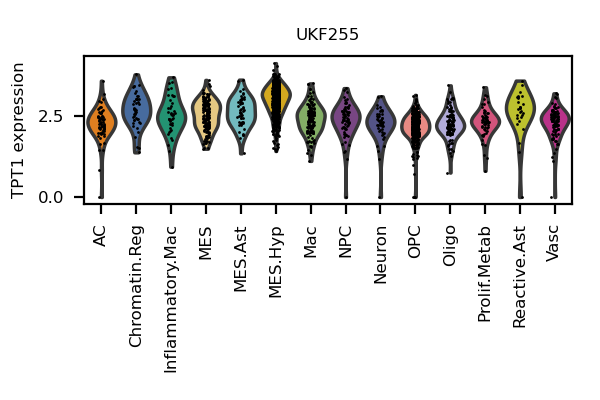 UKF255
TPT1 expression
2.5
0.0
AC
Chromatin.Reg
Inflammatory.Mac
MES
MES.Ast
MES.Hyp
Mac
NPC
Neuron
OPC
Oligo
Prolif.Metab
Reactive.Ast
Vasc